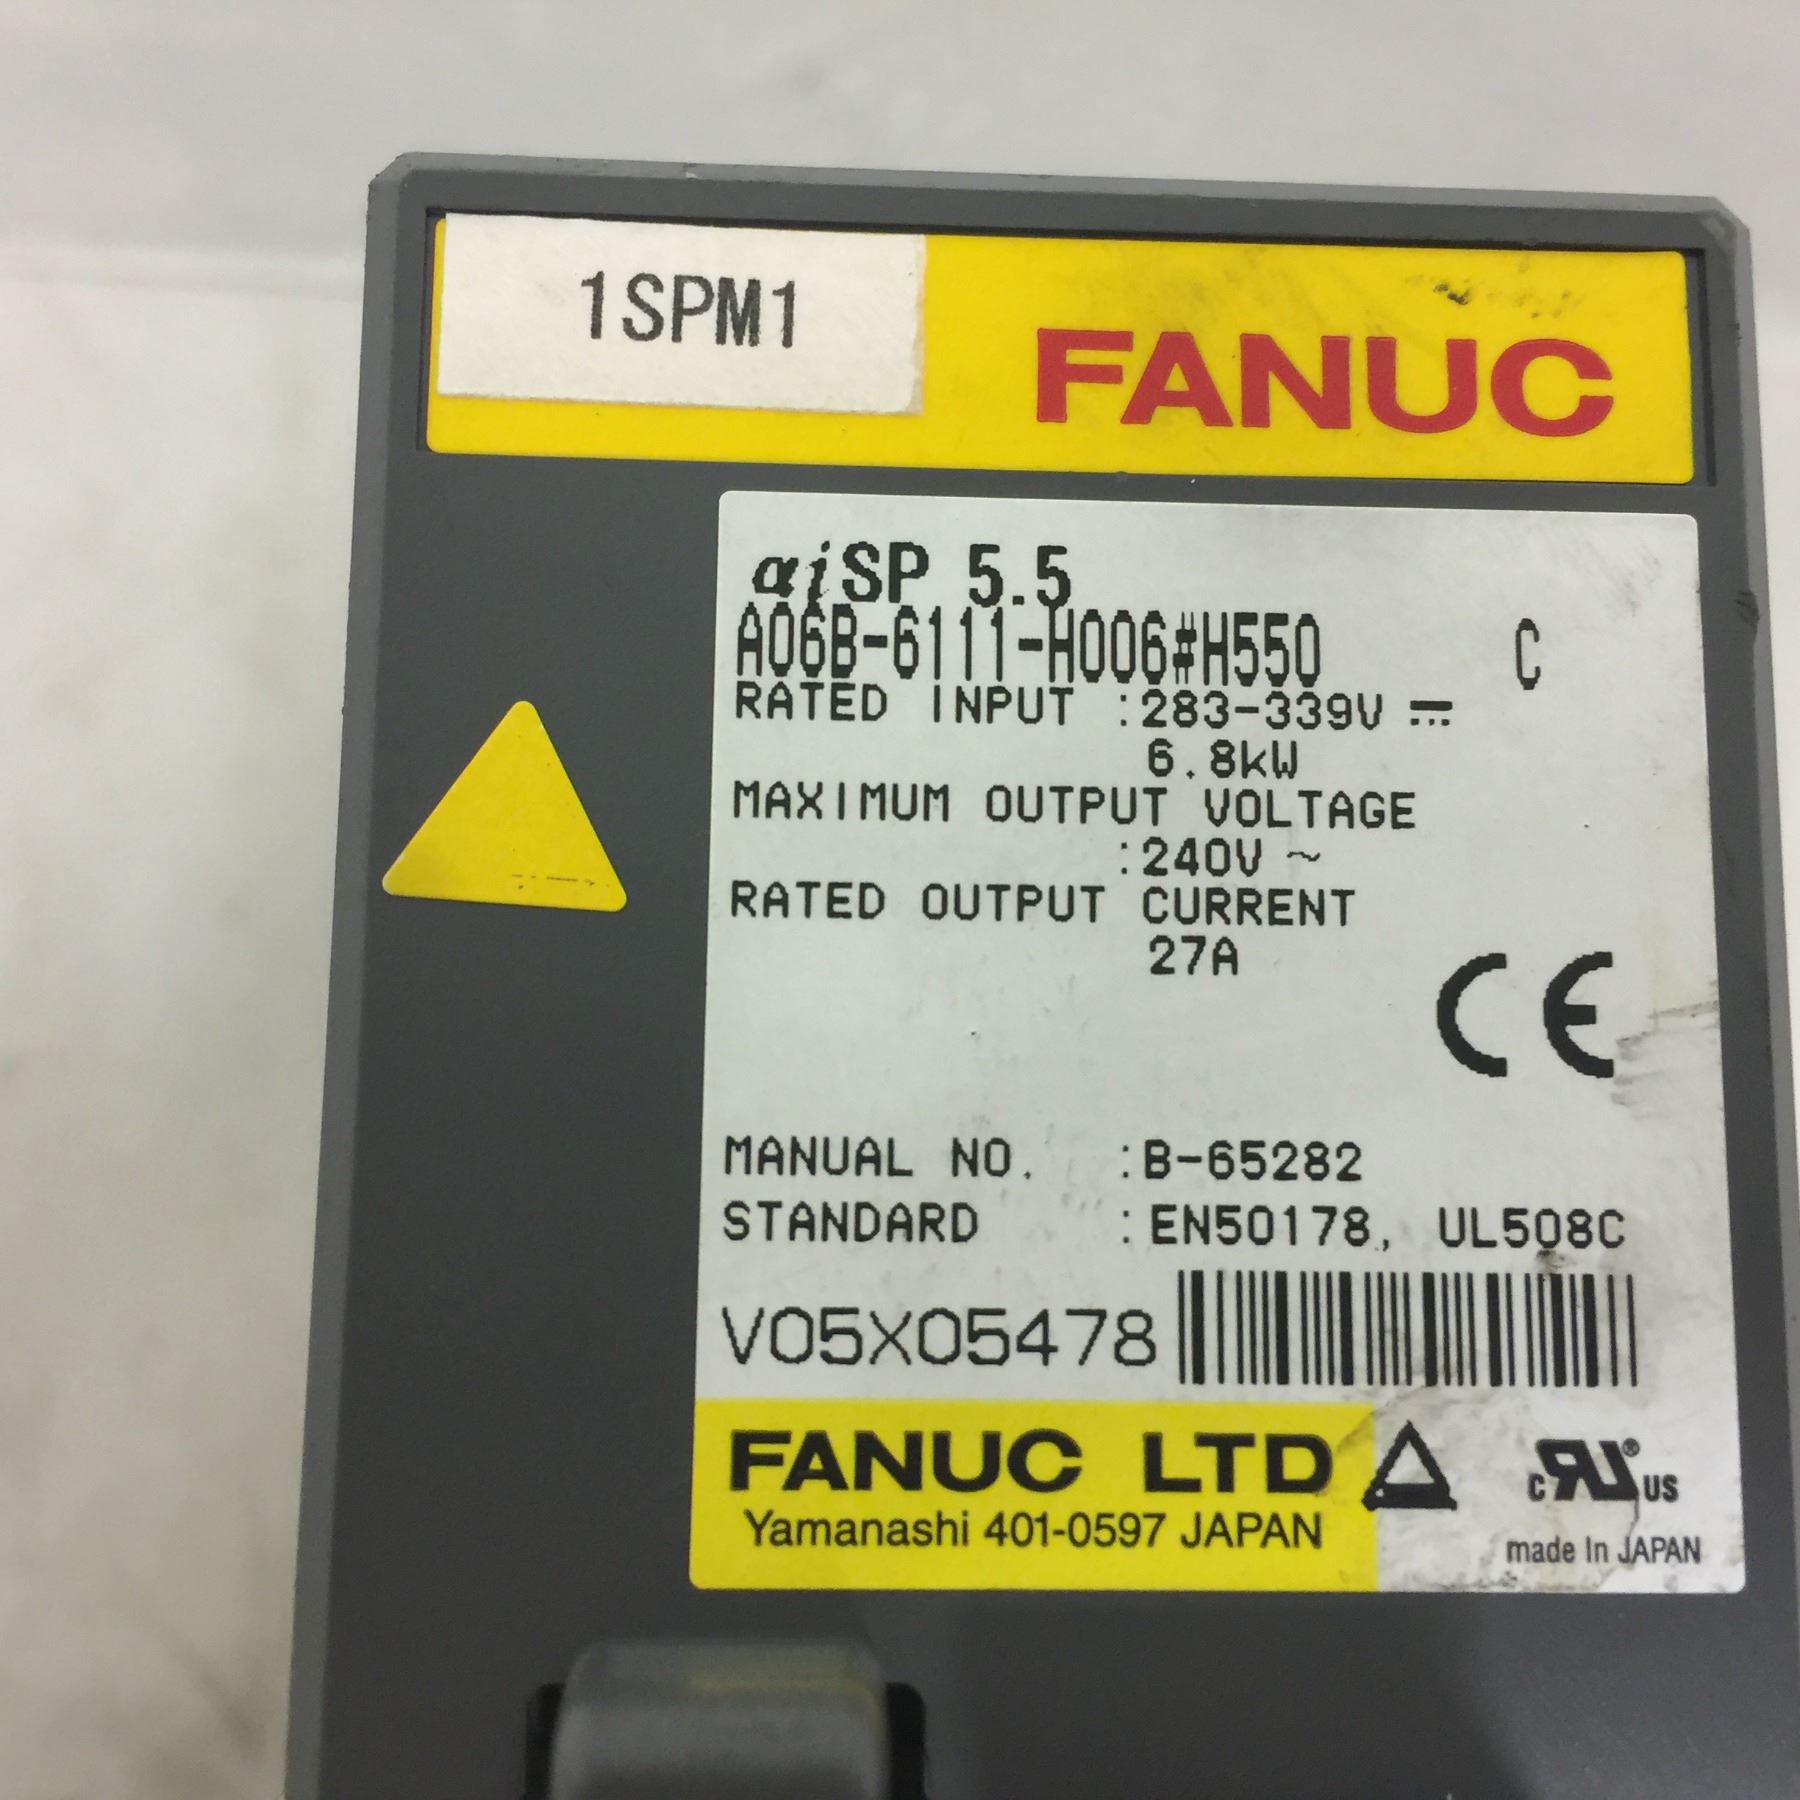 1SPM1
FANUC
αiSP 5.5
A06B-6111-H006#H550 C
RATED INPUT :283-339V ⎓
6.8kW
MAXIMUM OUTPUT VOLTAGE
:240V ~
RATED OUTPUT CURRENT
27A
CE
MANUAL NO. :B-65282
STANDARD :EN50178, UL508C
V05X05478
FANUC LTD
Yamanashi 401-0597 JAPAN
c RU® US
made In JAPAN